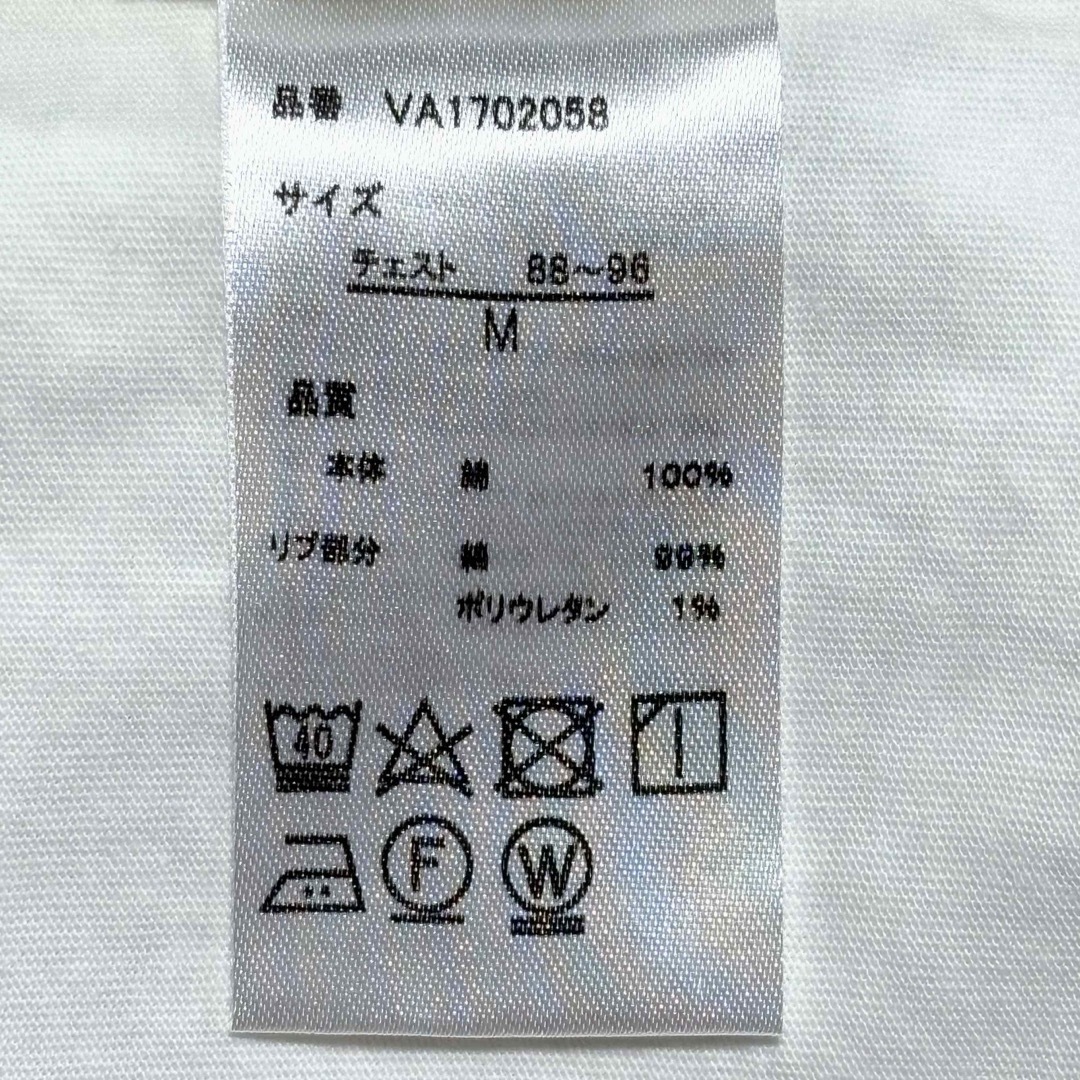 品番 VA1702058
サイズ
チェスト 88～96
M
品質
本体 綿 100%
リブ部分 綿 99%
ポリウレタン 1%
40
F
W